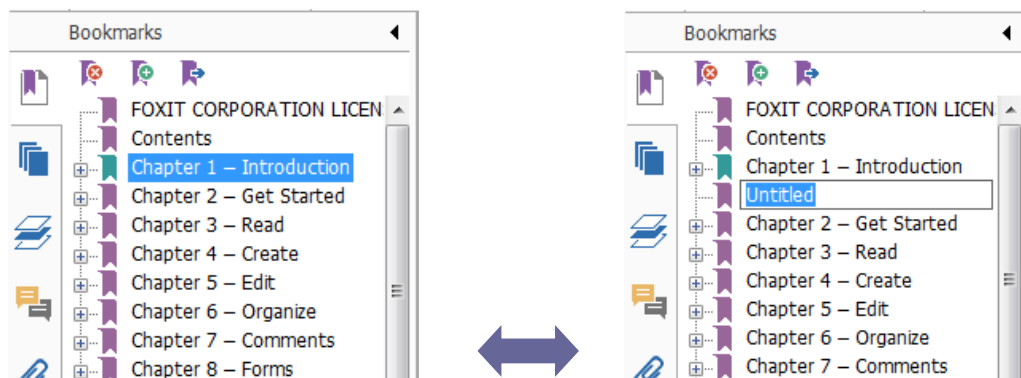 Bookmarks
FOXIT CORPORATION LICEN
Contents
Chapter 1 – Introduction
Chapter 2 – Get Started
Chapter 3 – Read
Chapter 4 – Create
Chapter 5 – Edit
Chapter 6 – Organize
Chapter 7 – Comments
Chapter 8 – Forms
Bookmarks
FOXIT CORPORATION LICEN
Contents
Chapter 1 – Introduction
Untitled
Chapter 2 – Get Started
Chapter 3 – Read
Chapter 4 – Create
Chapter 5 – Edit
Chapter 6 – Organize
Chapter 7 – Comments